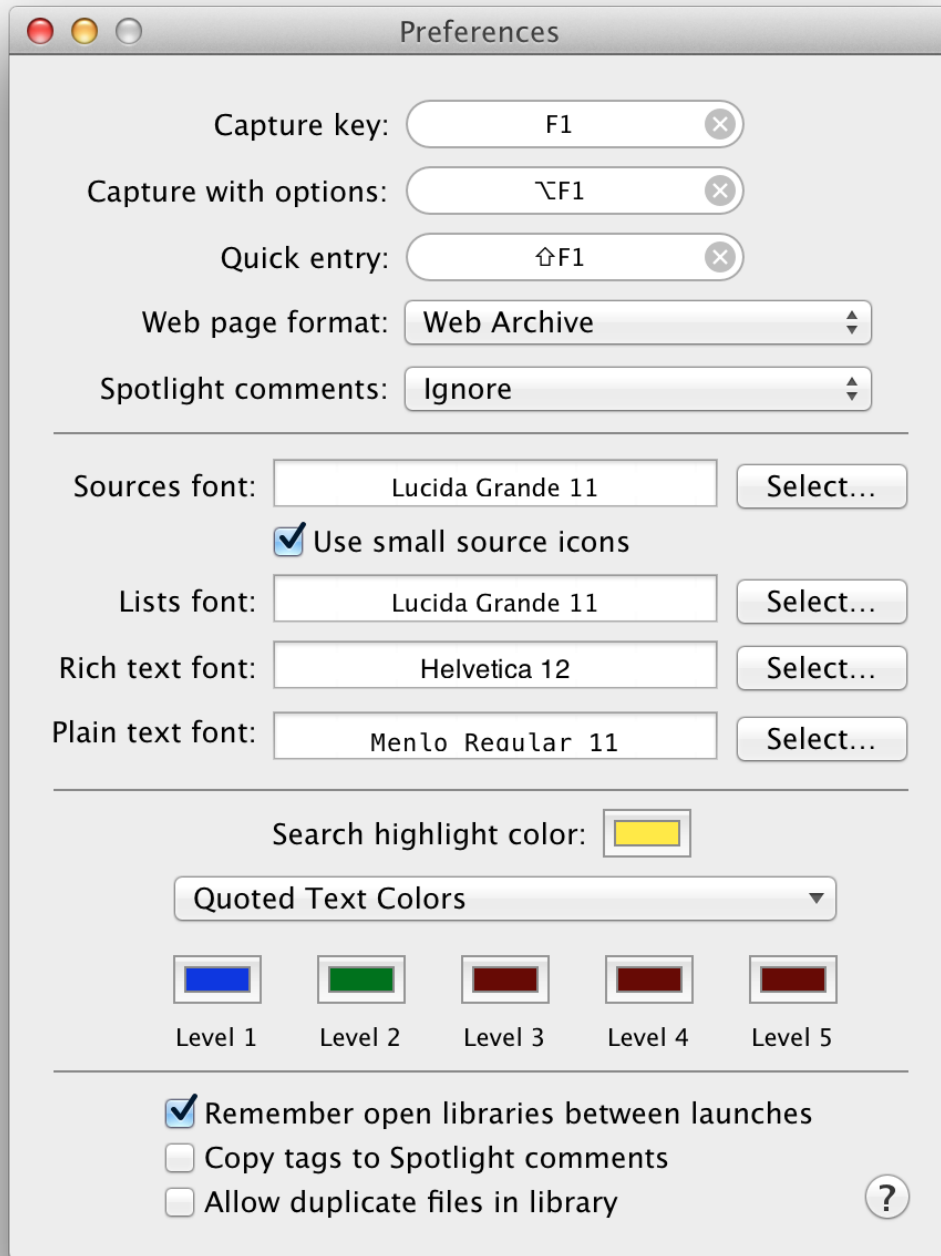 Preferences
Capture key: F1
Capture with options: ⌥F1
Quick entry: ⇧F1
Web page format: Web Archive
Spotlight comments: Ignore
Sources font: Lucida Grande 11 Select...
Use small source icons
Lists font: Lucida Grande 11 Select...
Rich text font: Helvetica 12 Select...
Plain text font: Menlo Regular 11 Select...
Search highlight color:
Quoted Text Colors
Level 1 Level 2 Level 3 Level 4 Level 5
Remember open libraries between launches
Copy tags to Spotlight comments
Allow duplicate files in library
?